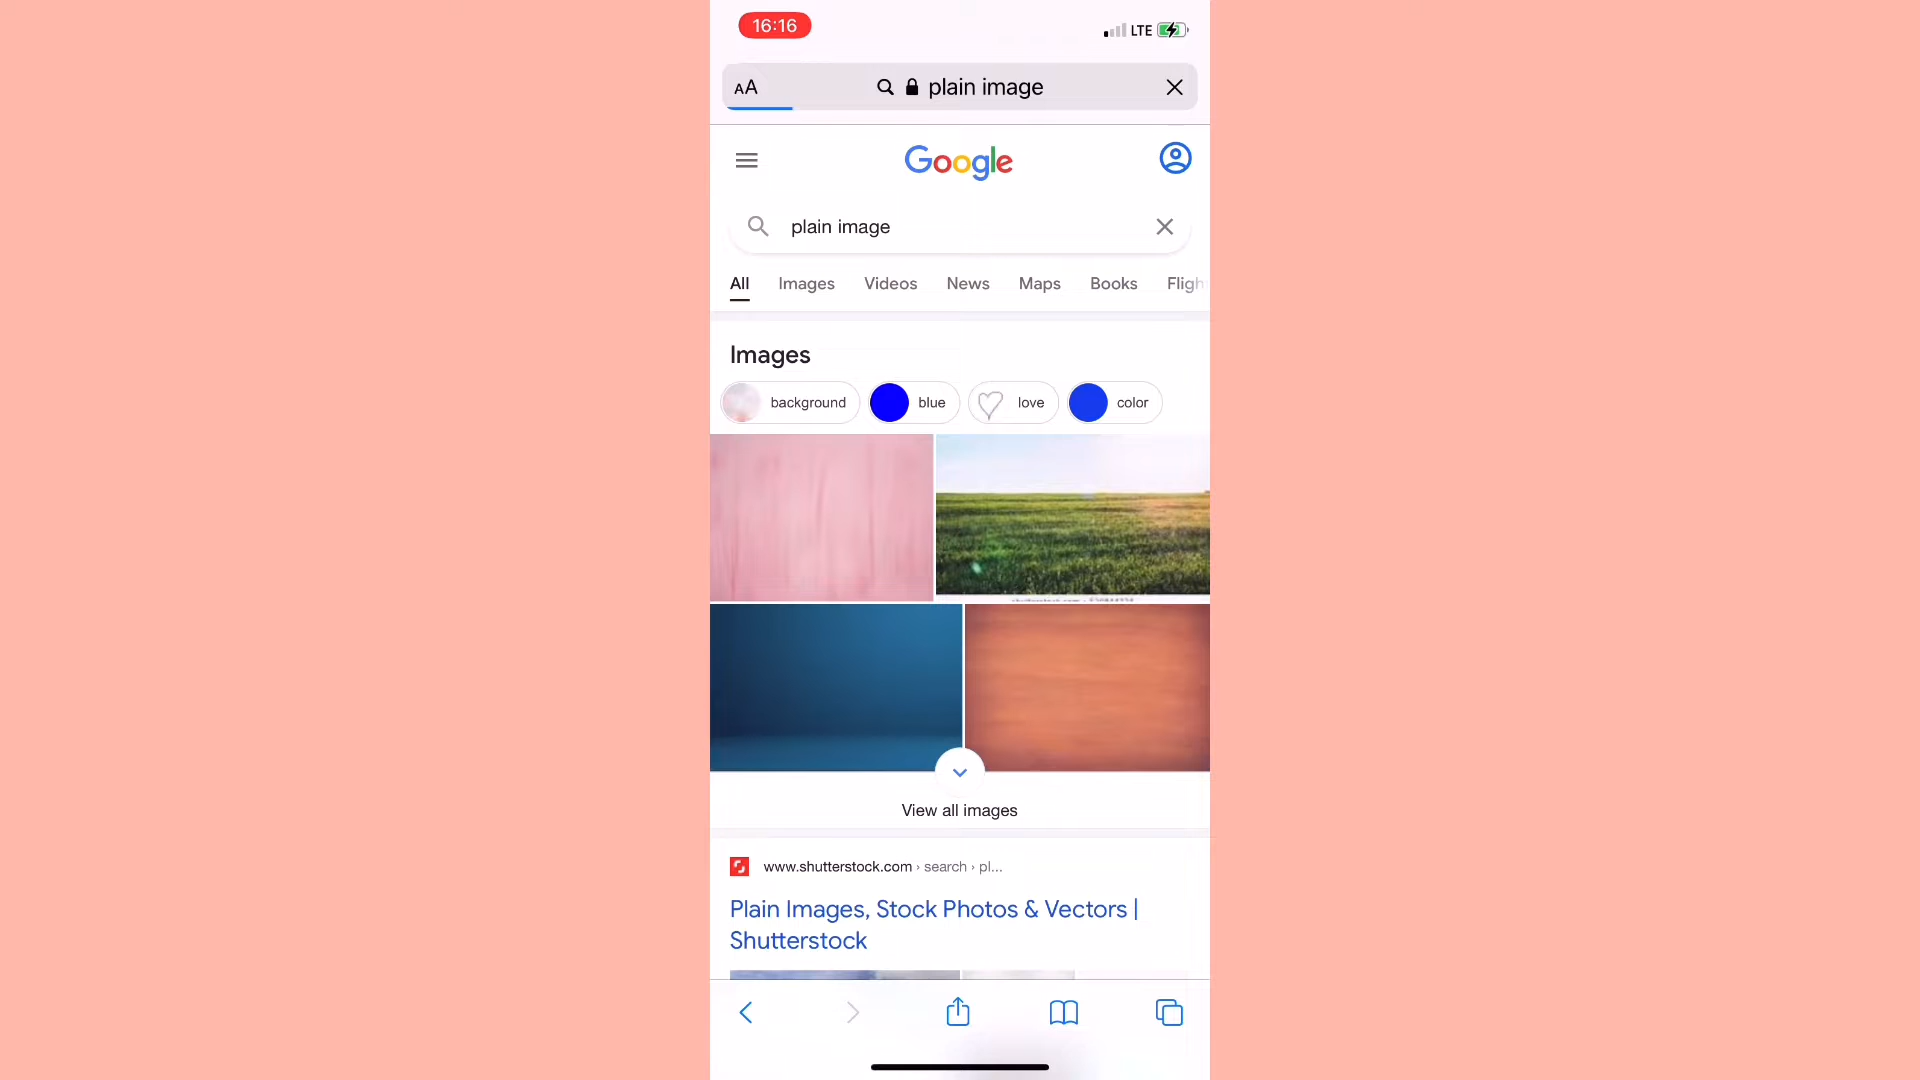 16:16
LTE
AA
plain image
Google
plain image
All Images Videos News Maps Books Fligh
Images
background blue love color
View all images
www.shutterstock.com › search › pl...
Plain Images, Stock Photos & Vectors |
Shutterstock